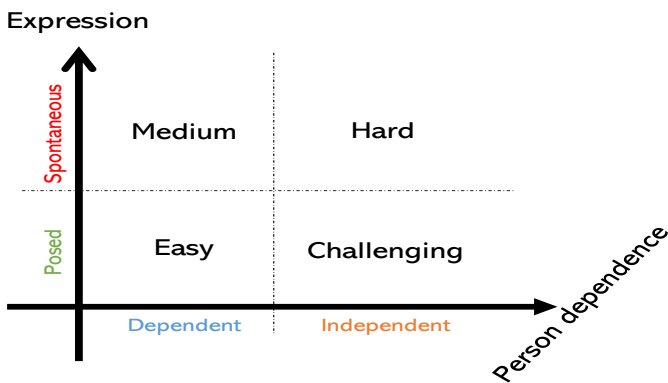 Expression
Spontaneous
Medium
Hard
Posed
Easy
Challenging
Person dependence
Dependent
Independent